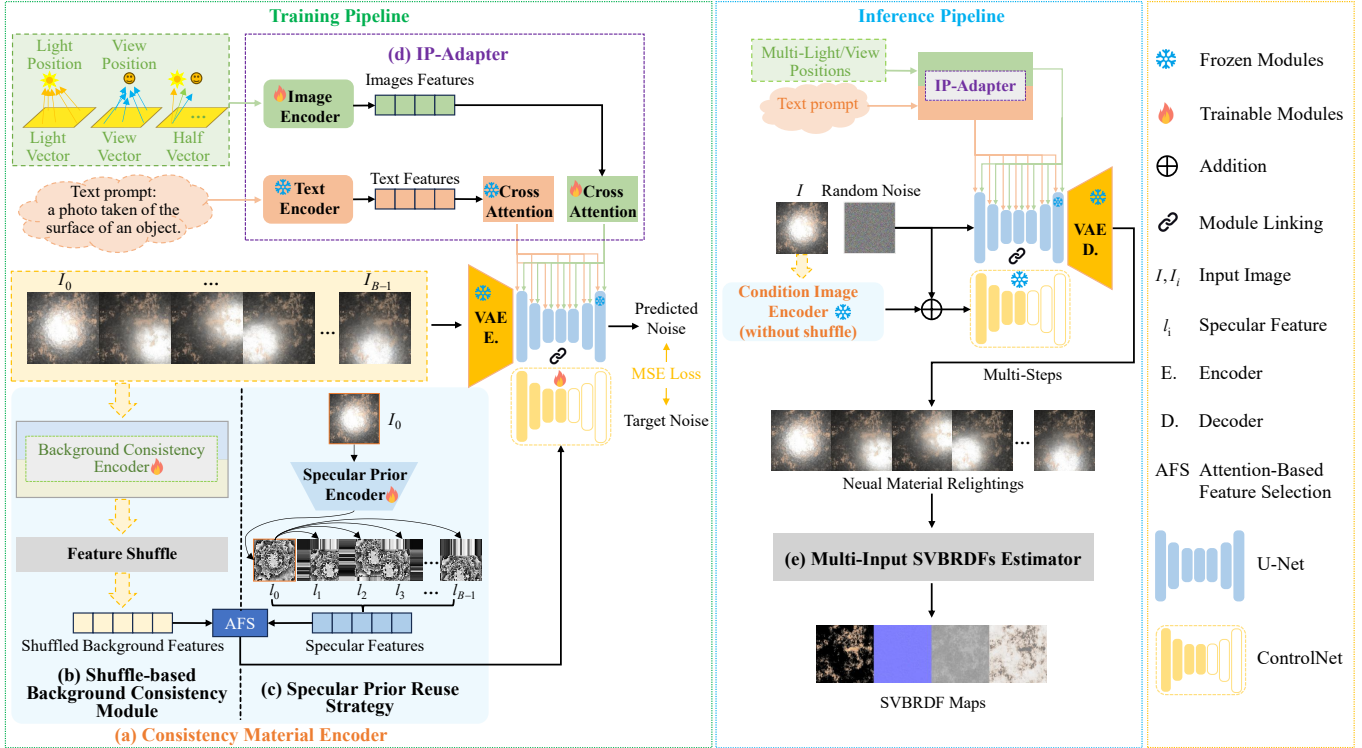 Training Pipeline
Light
Position
View
Position
...
Light
Vector
View
Vector
Half
Vector
(d) IP-Adapter
Images Features
Image
Encoder
Text prompt:
a photo taken of the
surface of an object.
Text
Encoder
Text Features
Cross
Attention
Cross
Attention
I0
...
IB-1
...
VAE
E.
Predicted
Noise
MSE Loss
Target Noise
Background Consistency
Encoder
Feature Shuffle
Shuffled Background Features
(b) Shuffle-based
Background Consistency
Module
I0
Specular Prior
Encoder
...
l0 l1 l2 l3 ... lB-1
AFS
Specular Features
(c) Specular Prior Reuse
Strategy
(a) Consistency Material Encoder
Inference Pipeline
Multi-Light/View
Positions
Text prompt
IP-Adapter
I Random Noise
Condition Image
Encoder
(without shuffle)
VAE
D.
Multi-Steps
...
Neual Material Relightings
(e) Multi-Input SVBRDFs Estimator
SVBRDF Maps
Frozen Modules
Trainable Modules
Addition
Module Linking
I, Ii Input Image
li Specular Feature
E. Encoder
D. Decoder
AFS Attention-Based
Feature Selection
U-Net
ControlNet